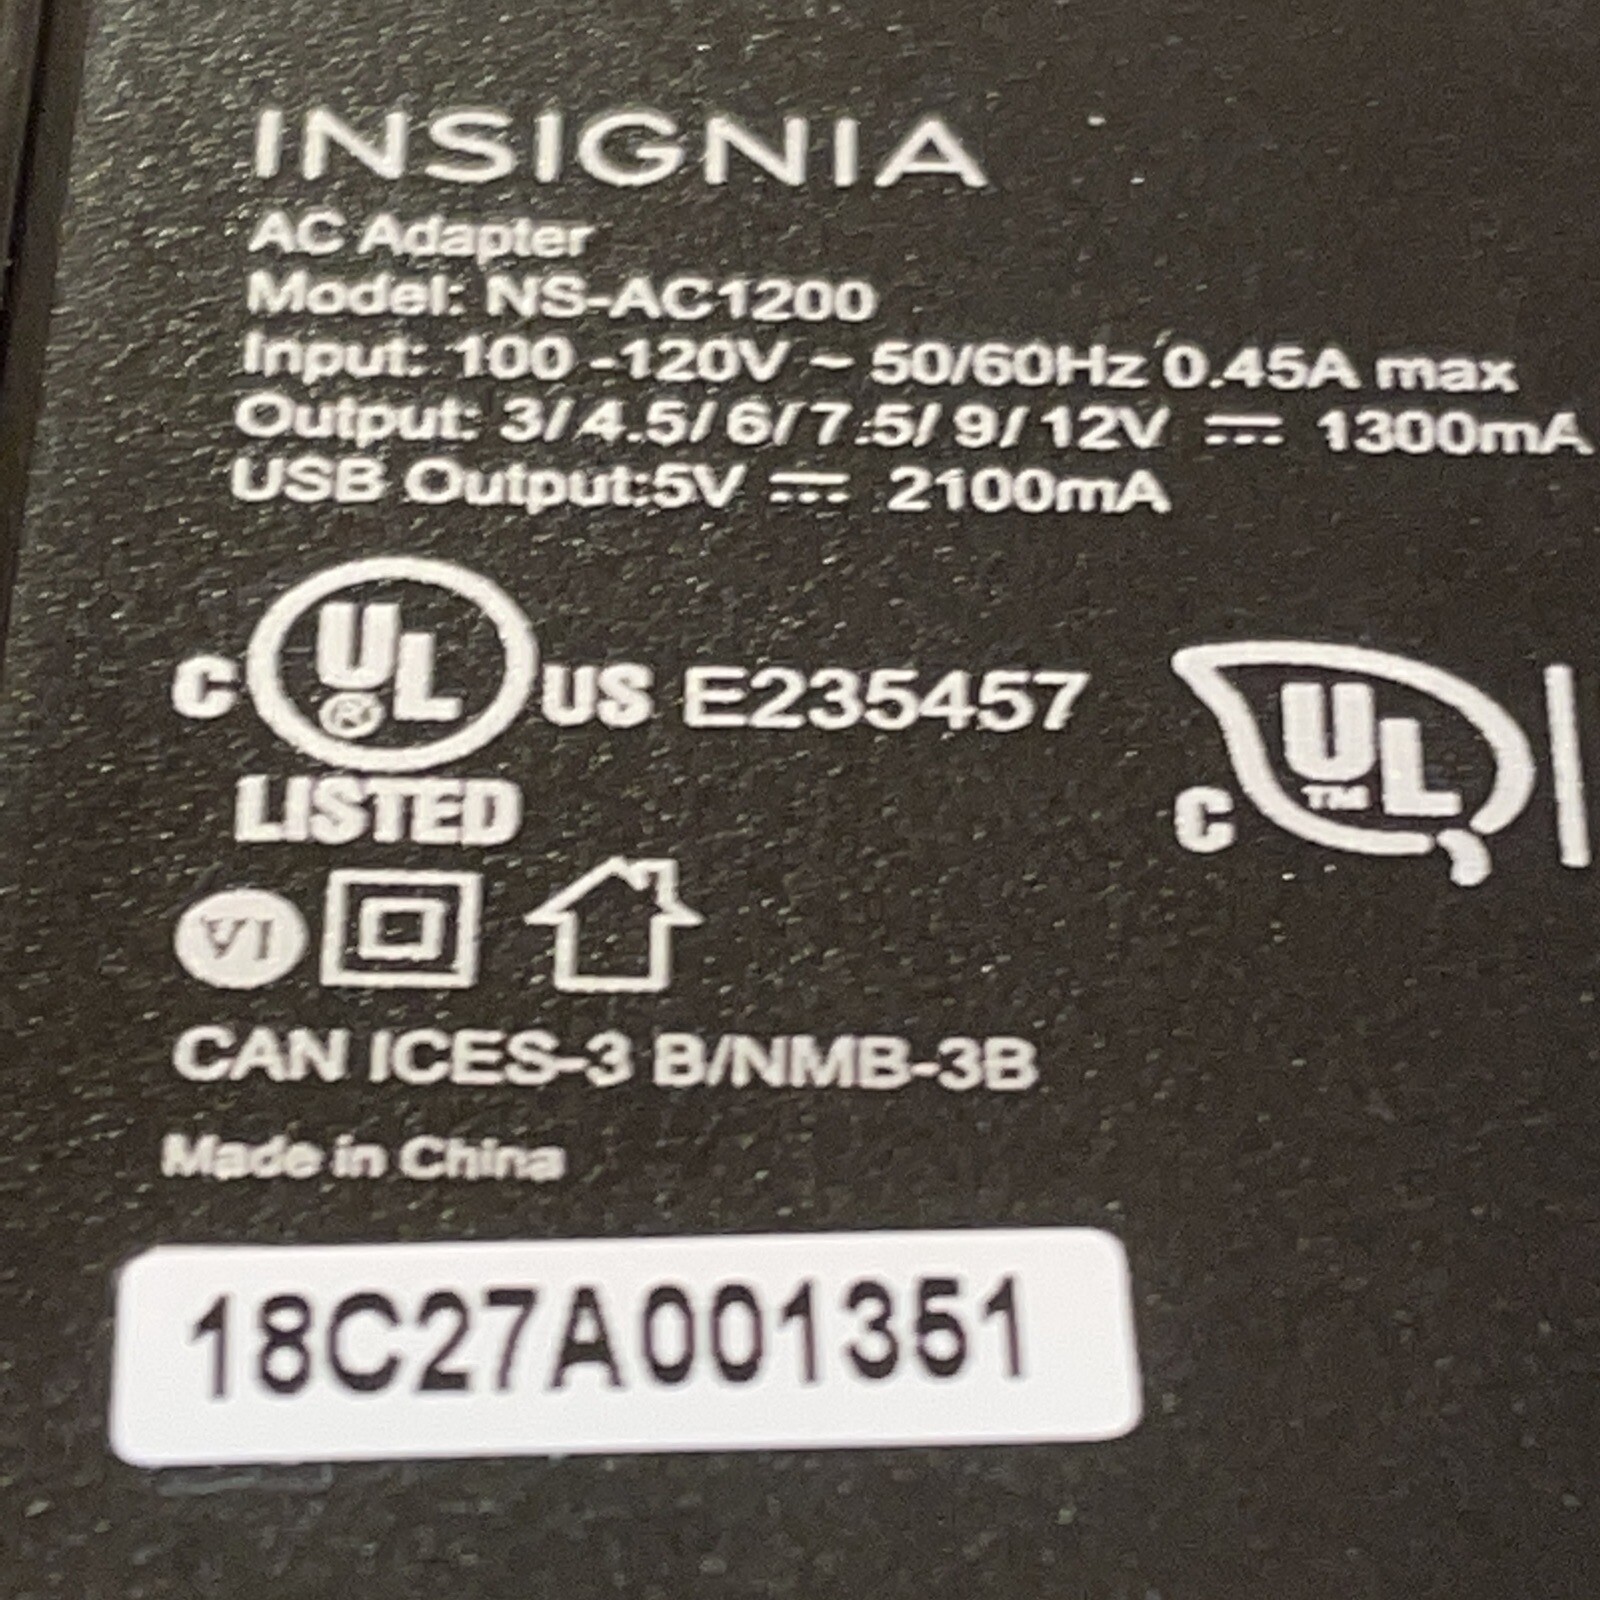 INSIGNIA
AC Adapter
Model: NS-AC1200
Input: 100 -120V ~ 50/60Hz 0.45A max
Output: 3/4.5/6/7.5/9/12V ⎓ 1300mA
USB Output:5V ⎓ 2100mA
C UL ® US E235457
LISTED
C UL TM
VI
CAN ICES-3 B/NMB-3B
Made in China
18C27A001351